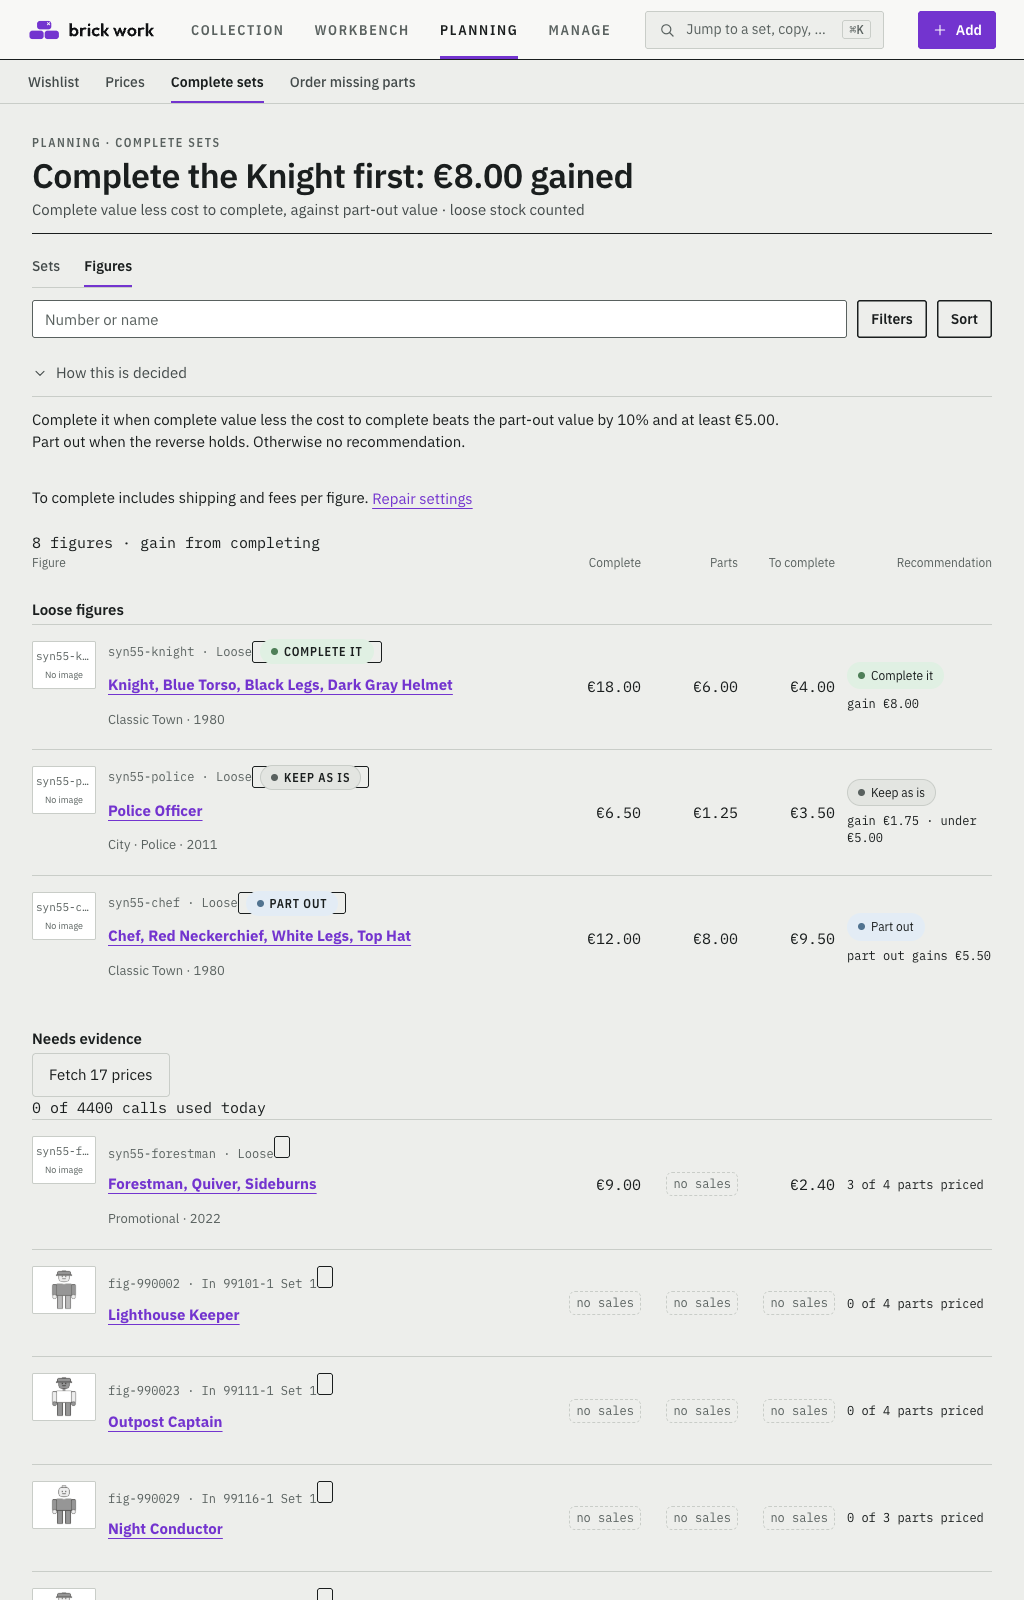 brick work
COLLECTION
WORKBENCH
PLANNING
MANAGE
Jump to a set, copy, ...
⌘K
+ Add
Wishlist
Prices
Complete sets
Order missing parts
PLANNING · COMPLETE SETS
Complete the Knight first: €8.00 gained
Complete value less cost to complete, against part-out value · loose stock counted
Sets
Figures
Number or name
Filters
Sort
How this is decided
Complete it when complete value less the cost to complete beats the part-out value by 10% and at least €5.00.
Part out when the reverse holds. Otherwise no recommendation.
To complete includes shipping and fees per figure. Repair settings
8 figures · gain from completing
Figure Complete Parts To complete Recommendation
Loose figures
syn55-k…
No image
syn55-knight · Loose
COMPLETE IT
Knight, Blue Torso, Black Legs, Dark Gray Helmet
Classic Town · 1980
€18.00 €6.00 €4.00
Complete it
gain €8.00
syn55-p…
No image
syn55-police · Loose
KEEP AS IS
Police Officer
City · Police · 2011
€6.50 €1.25 €3.50
Keep as is
gain €1.75 · under
€5.00
syn55-c…
No image
syn55-chef · Loose
PART OUT
Chef, Red Neckerchief, White Legs, Top Hat
Classic Town · 1980
€12.00 €8.00 €9.50
Part out
part out gains €5.50
Needs evidence
Fetch 17 prices
0 of 4400 calls used today
syn55-f…
No image
syn55-forestman · Loose
Forestman, Quiver, Sideburns
Promotional · 2022
€9.00 no sales €2.40 3 of 4 parts priced
fig-990002 · In 99101-1 Set 1
Lighthouse Keeper
no sales no sales no sales 0 of 4 parts priced
fig-990023 · In 99111-1 Set 1
Outpost Captain
no sales no sales no sales 0 of 4 parts priced
fig-990029 · In 99116-1 Set 1
Night Conductor
no sales no sales no sales 0 of 3 parts priced